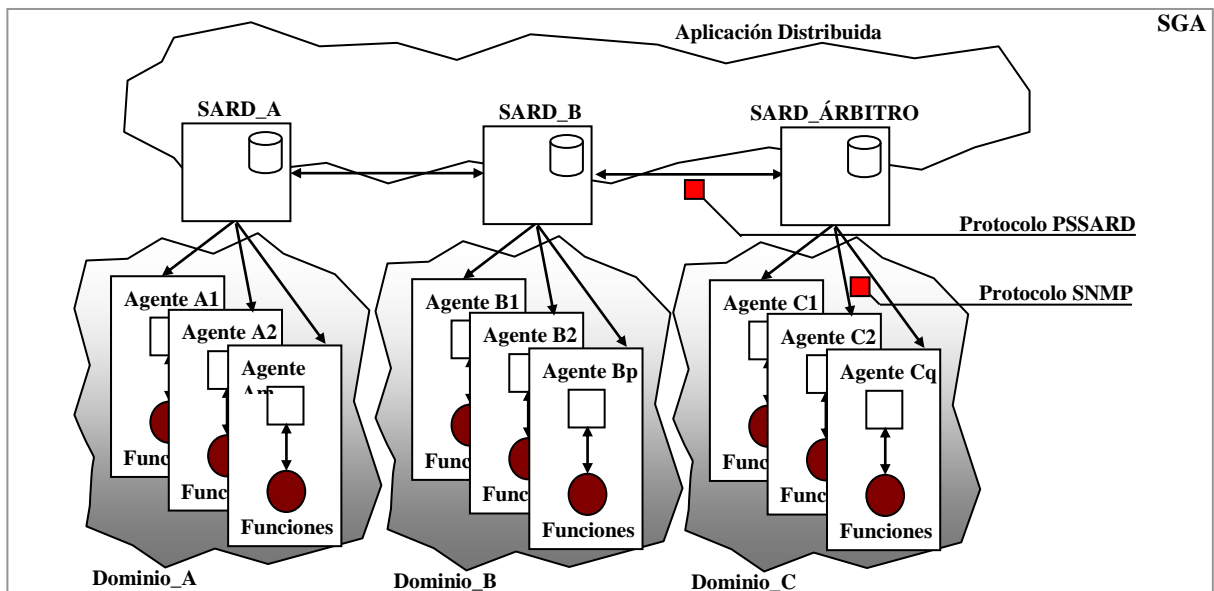 SGA
Aplicación Distribuida
SARD_A
SARD_B
SARD_ÁRBITRO
Protocolo PSSARD
Protocolo SNMP
Agente A1
Agente A2
Agente
Funciones
Dominio_A
Agente B1
Agente B2
Agente Bp
Funciones
Dominio_B
Agente C1
Agente C2
Agente Cq
Funciones
Dominio_C